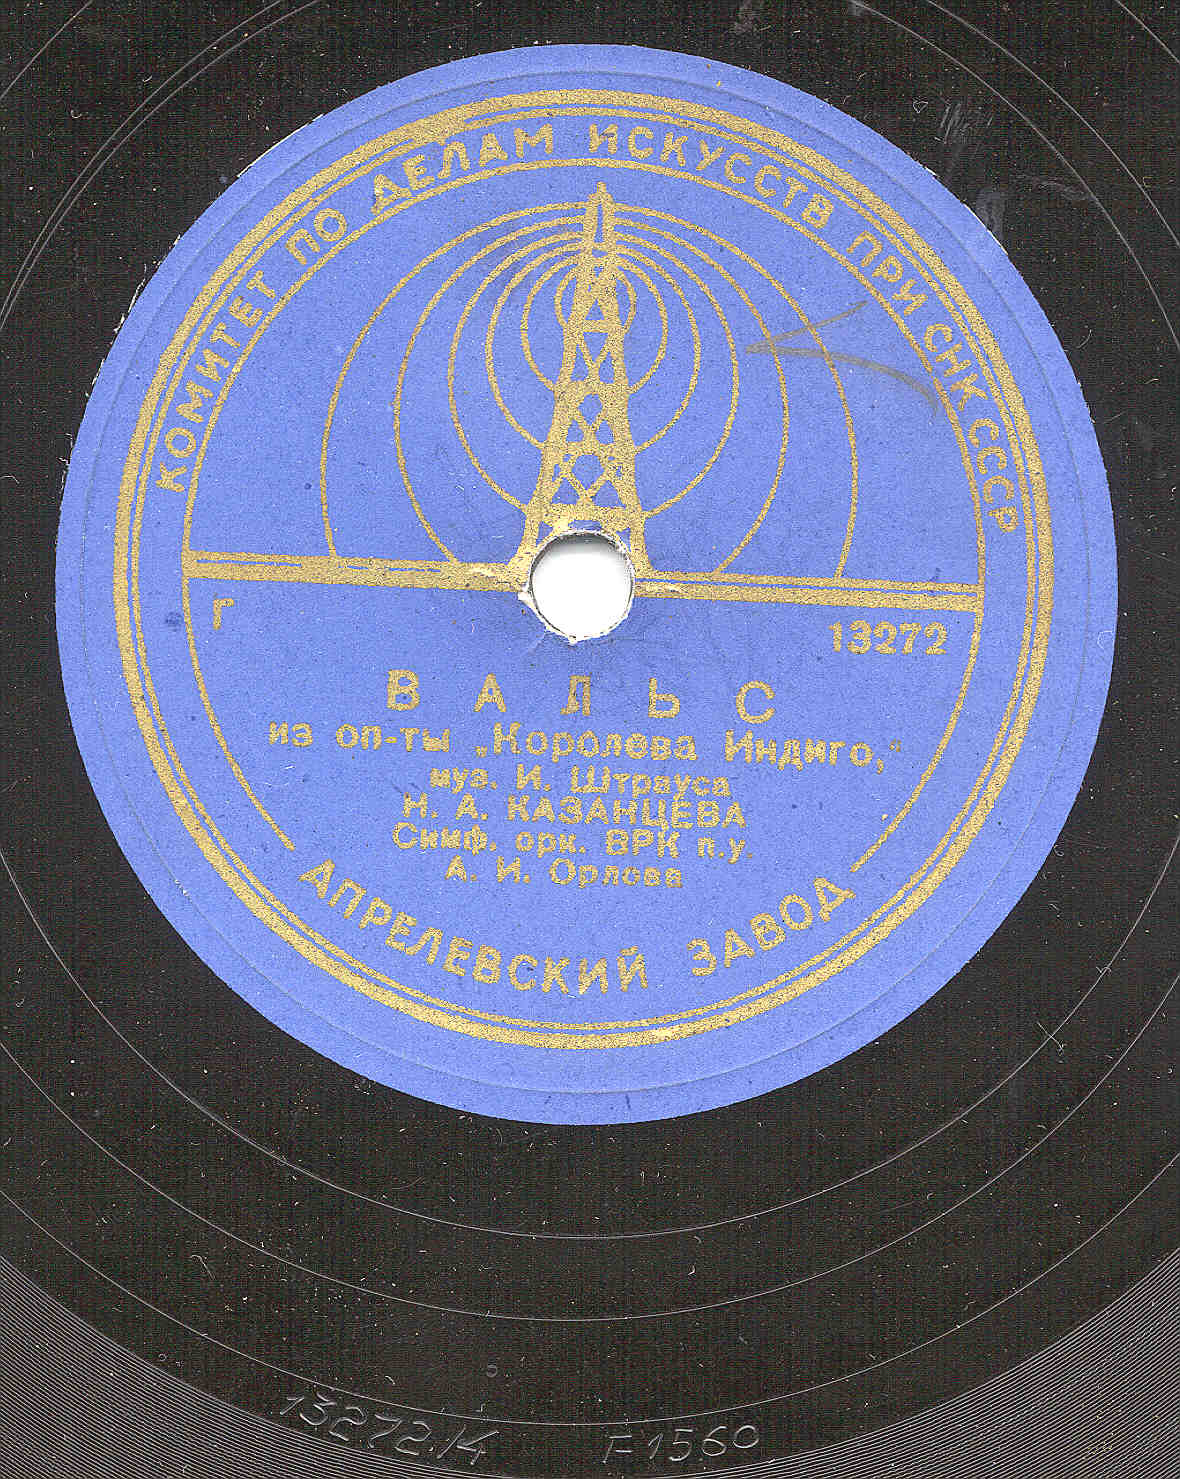 КОМИТЕТ ПО ДЕЛАМ ИСКУССТВ ПРИ СНК СССР
Г
13272
ВАЛЬС
из оп-ты „Королева Индиго,“
муз. И. Штрауса
Н. А. КАЗАНЦЕВА
Симф. орк. ВРК п.у.
А. И. Орлова
АПРЕЛЕВСКИЙ ЗАВОД
13272
F1560